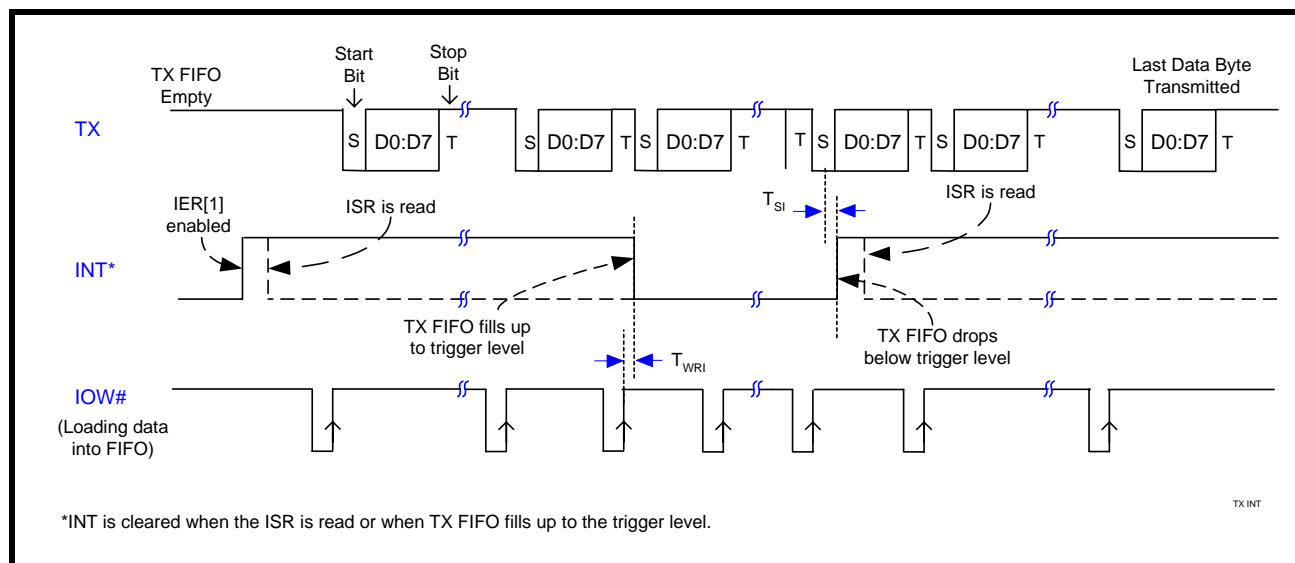 Start
Bit
Stop
Bit
TX FIFO
Empty
Last Data Byte
Transmitted
TX
S D0:D7 T S D0:D7 T S D0:D7 T T S D0:D7 T S D0:D7 T S D0:D7 T
IER[1]
enabled
ISR is read
TSI
ISR is read
INT*
TX FIFO fills up
to trigger level
TX FIFO drops
below trigger level
TWRI
IOW#
(Loading data
into FIFO)
*INT is cleared when the ISR is read or when TX FIFO fills up to the trigger level.
TX INT